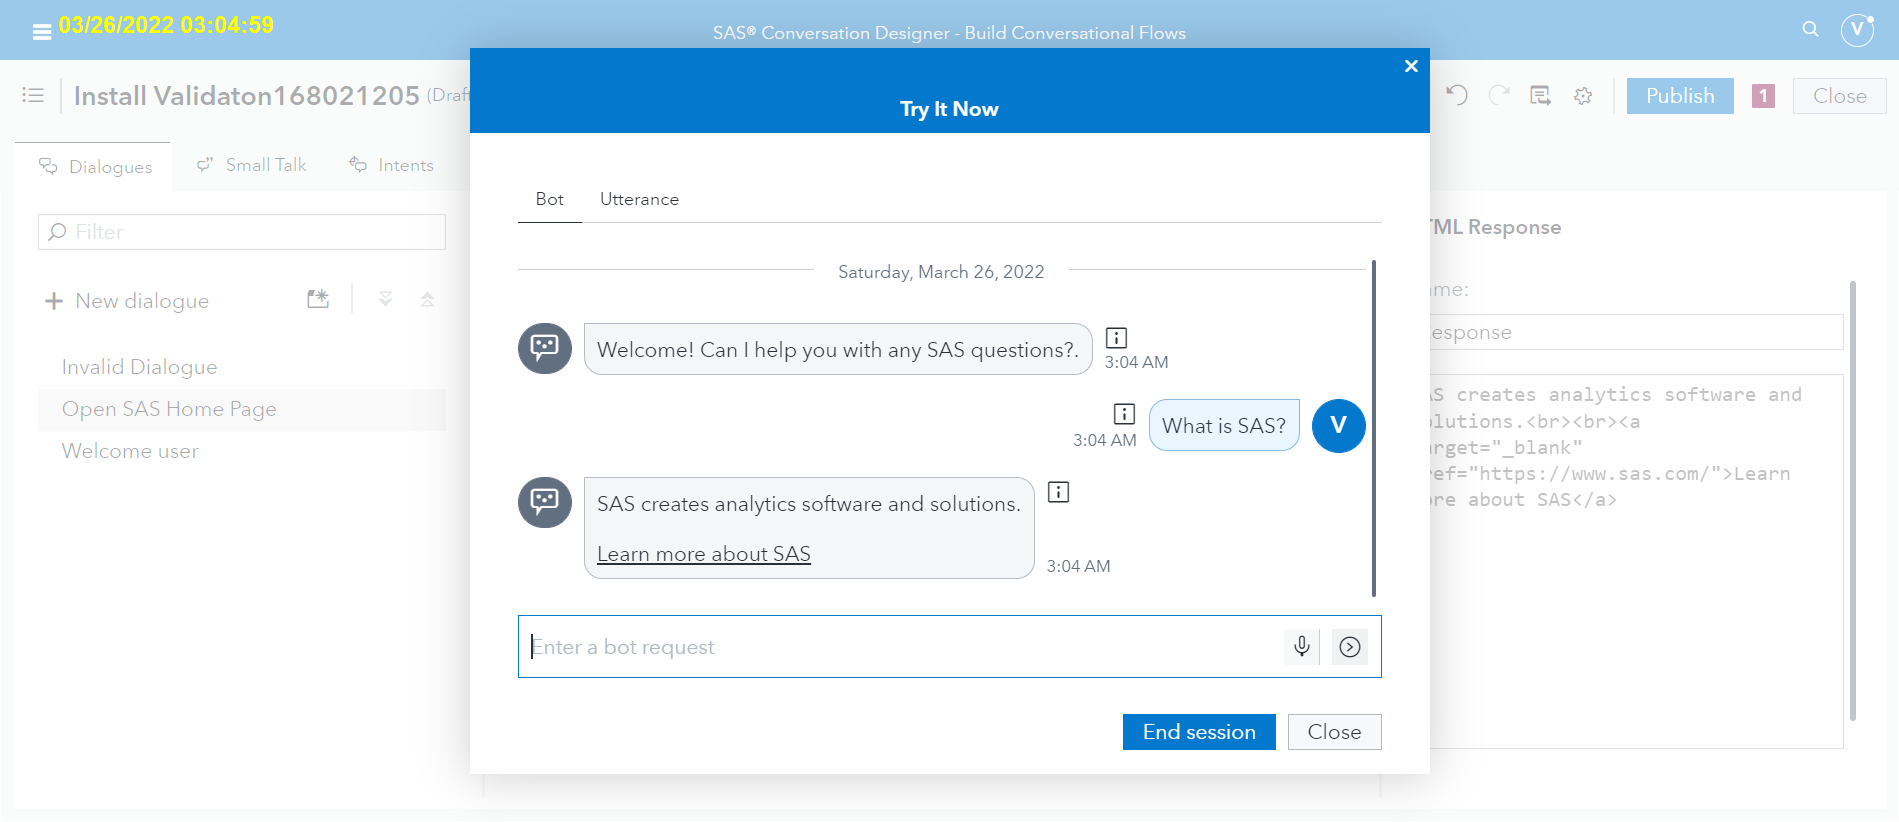 03/26/2022 03:04:59
SAS® Conversation Designer - Build Conversational Flows
V
Install Validaton168021205 (Draft
Publish
1
Close
Dialogues
Small Talk
Intents
Filter
New dialogue
Invalid Dialogue
Open SAS Home Page
Welcome user
Try It Now
Bot
Utterance
Saturday, March 26, 2022
Welcome! Can I help you with any SAS questions?.
3:04 AM
3:04 AM
What is SAS?
V
SAS creates analytics software and solutions.
Learn more about SAS
3:04 AM
Enter a bot request
End session
Close
TML Response
me:
esponse
AS creates analytics software and
lutions.<br><br><a
rget="_blank"
ref="https://www.sas.com/">Learn
re about SAS</a>